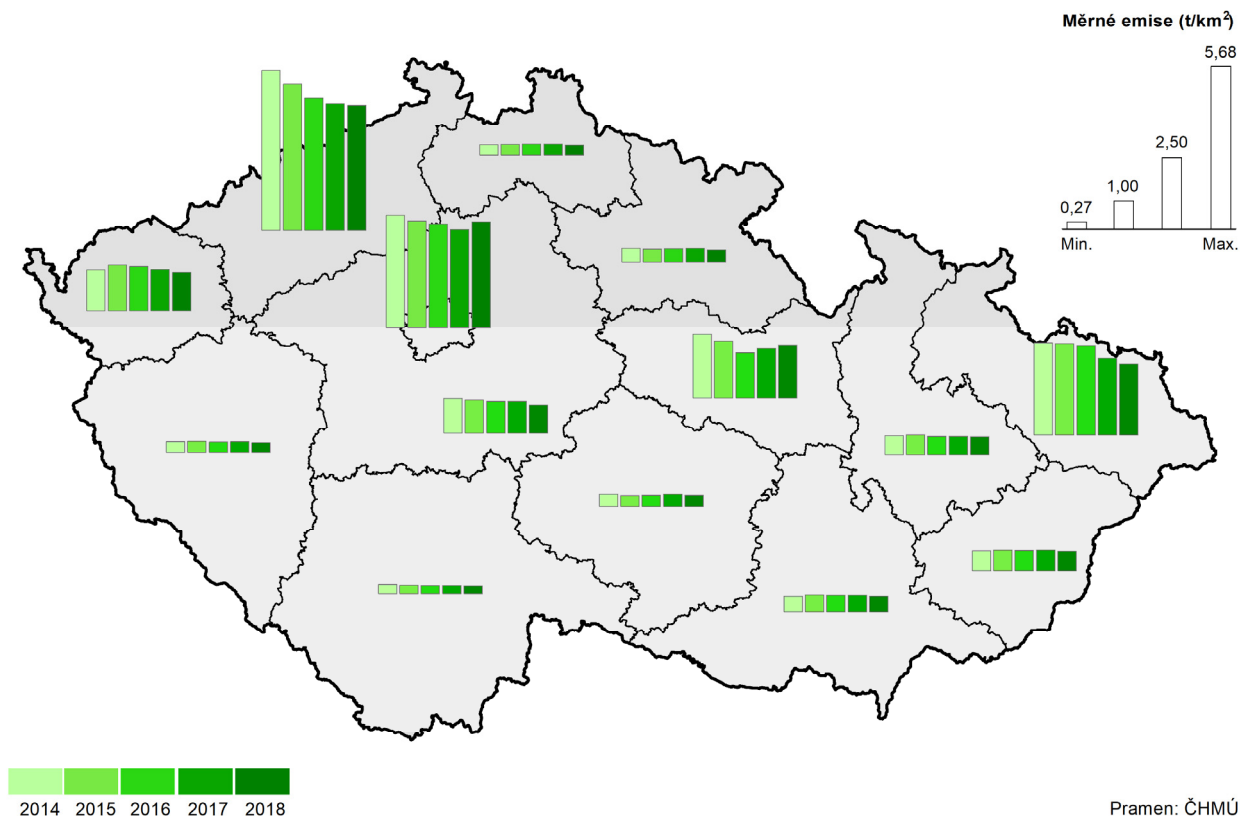 Měrné emise (t/km²)
5,68
2,50
1,00
0,27
Min.
Max.
2014 2015 2016 2017 2018
Pramen: ČHMÚ